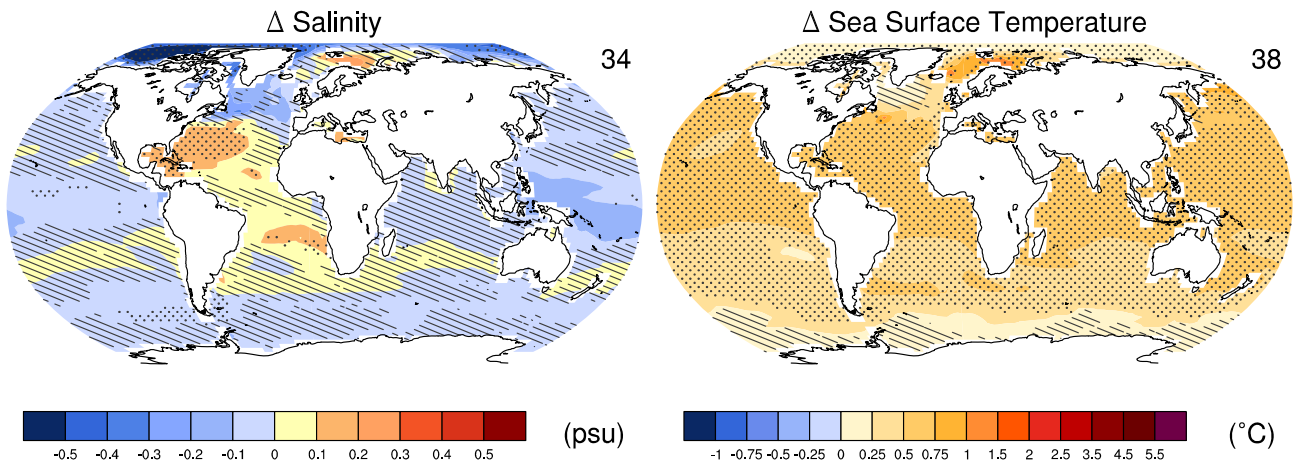 Δ Salinity
34
-0.5 -0.4 -0.3 -0.2 -0.1 0 0.1 0.2 0.3 0.4 0.5
(psu)
Δ Sea Surface Temperature
38
-1 -0.75 -0.5 -0.25 0 0.25 0.5 0.75 1 1.5 2 2.5 3.5 4.5 5.5
(°C)